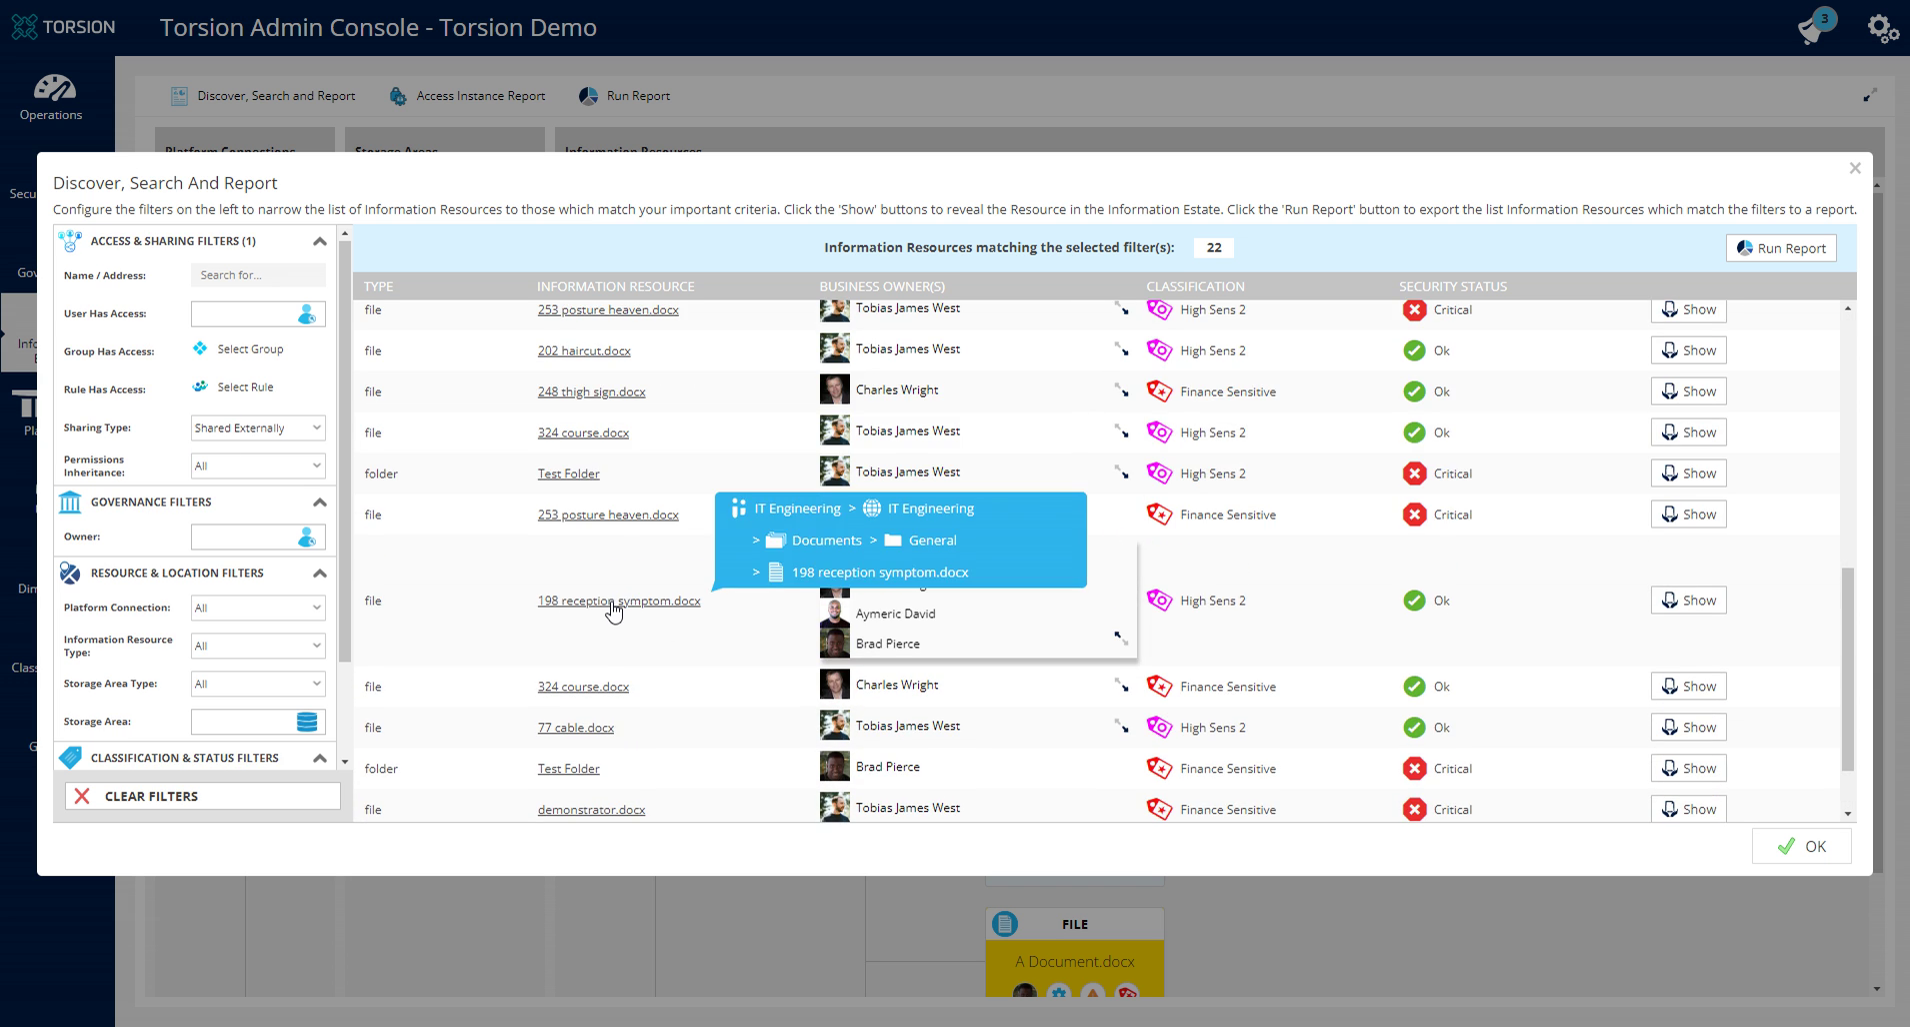 TORSION
Torsion Admin Console - Torsion Demo
3
Operations
Discover, Search and Report
Access Instance Report
Run Report
Discover, Search And Report
Configure the filters on the left to narrow the list of Information Resources to those which match your important criteria. Click the 'Show' buttons to reveal the Resource in the Information Estate. Click the 'Run Report' button to export the list Information Resources which match the filters to a report.
ACCESS & SHARING FILTERS (1)
Name / Address: Search for...
User Has Access:
Group Has Access: Select Group
Rule Has Access: Select Rule
Sharing Type: Shared Externally
Permissions
Inheritance: All
GOVERNANCE FILTERS
Owner:
RESOURCE & LOCATION FILTERS
Platform Connection: All
Information Resource
Type: All
Storage Area Type: All
Storage Area:
CLASSIFICATION & STATUS FILTERS
CLEAR FILTERS
Information Resources matching the selected filter(s): 22
Run Report
TYPE INFORMATION RESOURCE BUSINESS OWNER(S) CLASSIFICATION SECURITY STATUS
file 253 posture heaven.docx Tobias James West High Sens 2 Critical Show
file 202 haircut.docx Tobias James West High Sens 2 Ok Show
file 248 thigh sign.docx Charles Wright Finance Sensitive Ok Show
file 324 course.docx Tobias James West High Sens 2 Ok Show
folder Test Folder Tobias James West High Sens 2 Critical Show
file 253 posture heaven.docx Finance Sensitive Critical Show
IT Engineering > IT Engineering
> Documents > General
> 198 reception symptom.docx
file 198 reception symptom.docx High Sens 2 Ok Show
Aymeric David
Brad Pierce
file 324 course.docx Charles Wright Finance Sensitive Ok Show
file 77 cable.docx Tobias James West High Sens 2 Ok Show
folder Test Folder Brad Pierce Finance Sensitive Critical Show
file demonstrator.docx Tobias James West Finance Sensitive Critical Show
OK
FILE
A Document.docx